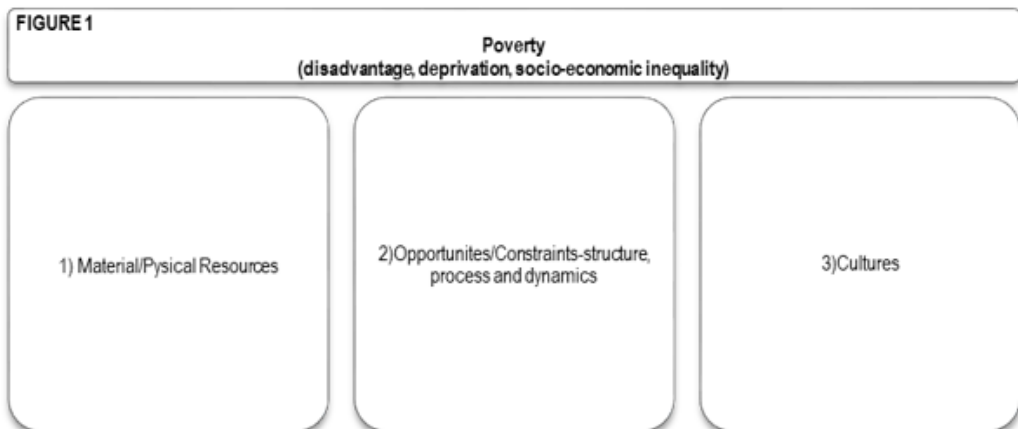 FIGURE 1
Poverty
(disadvantage, deprivation, socio-economic inequality)
1) Material/Pysical Resources
2)Opportunites/Constraints-structure,
process and dynamics
3)Cultures